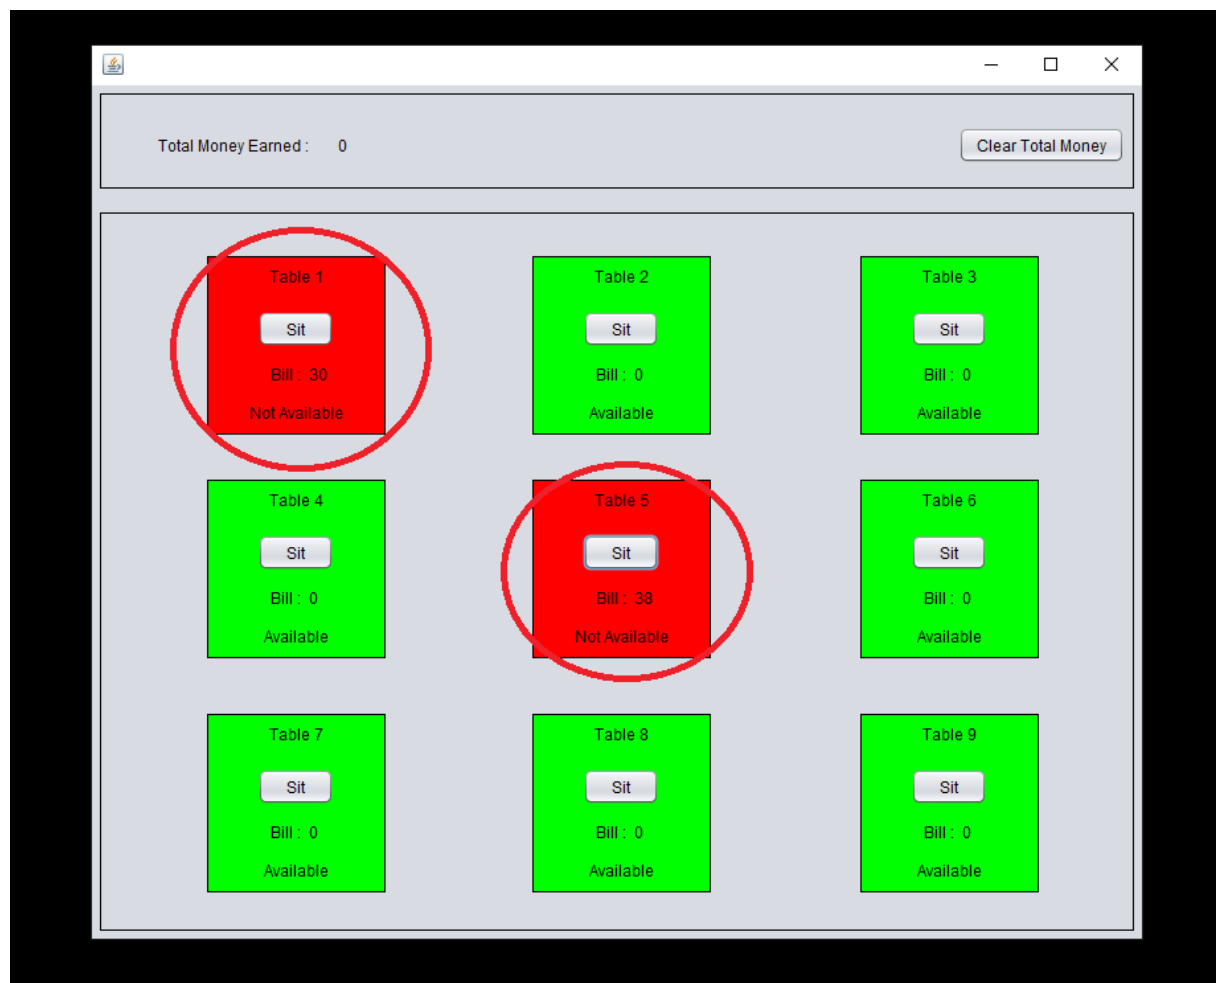 Total Money Earned : 0 Clear Total Money
Table 1 Table 2 Table 3
Sit Sit Sit
Bill : 30 Bill : 0 Bill : 0
Not Available Available Available
Table 4 Table 5 Table 6
Sit Sit Sit
Bill : 0 Bill : 38 Bill : 0
Available Not Available Available
Table 7 Table 8 Table 9
Sit Sit Sit
Bill : 0 Bill : 0 Bill : 0
Available Available Available